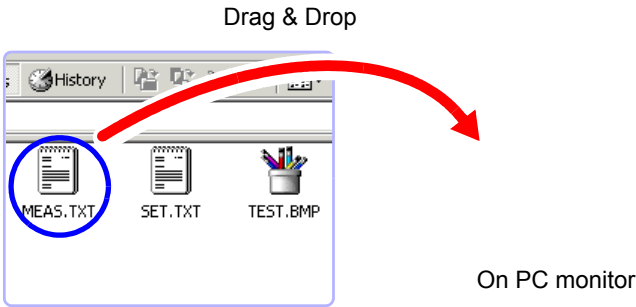 Drag & Drop
s History
MEAS.TXT SET.TXT TEST.BMP
On PC monitor